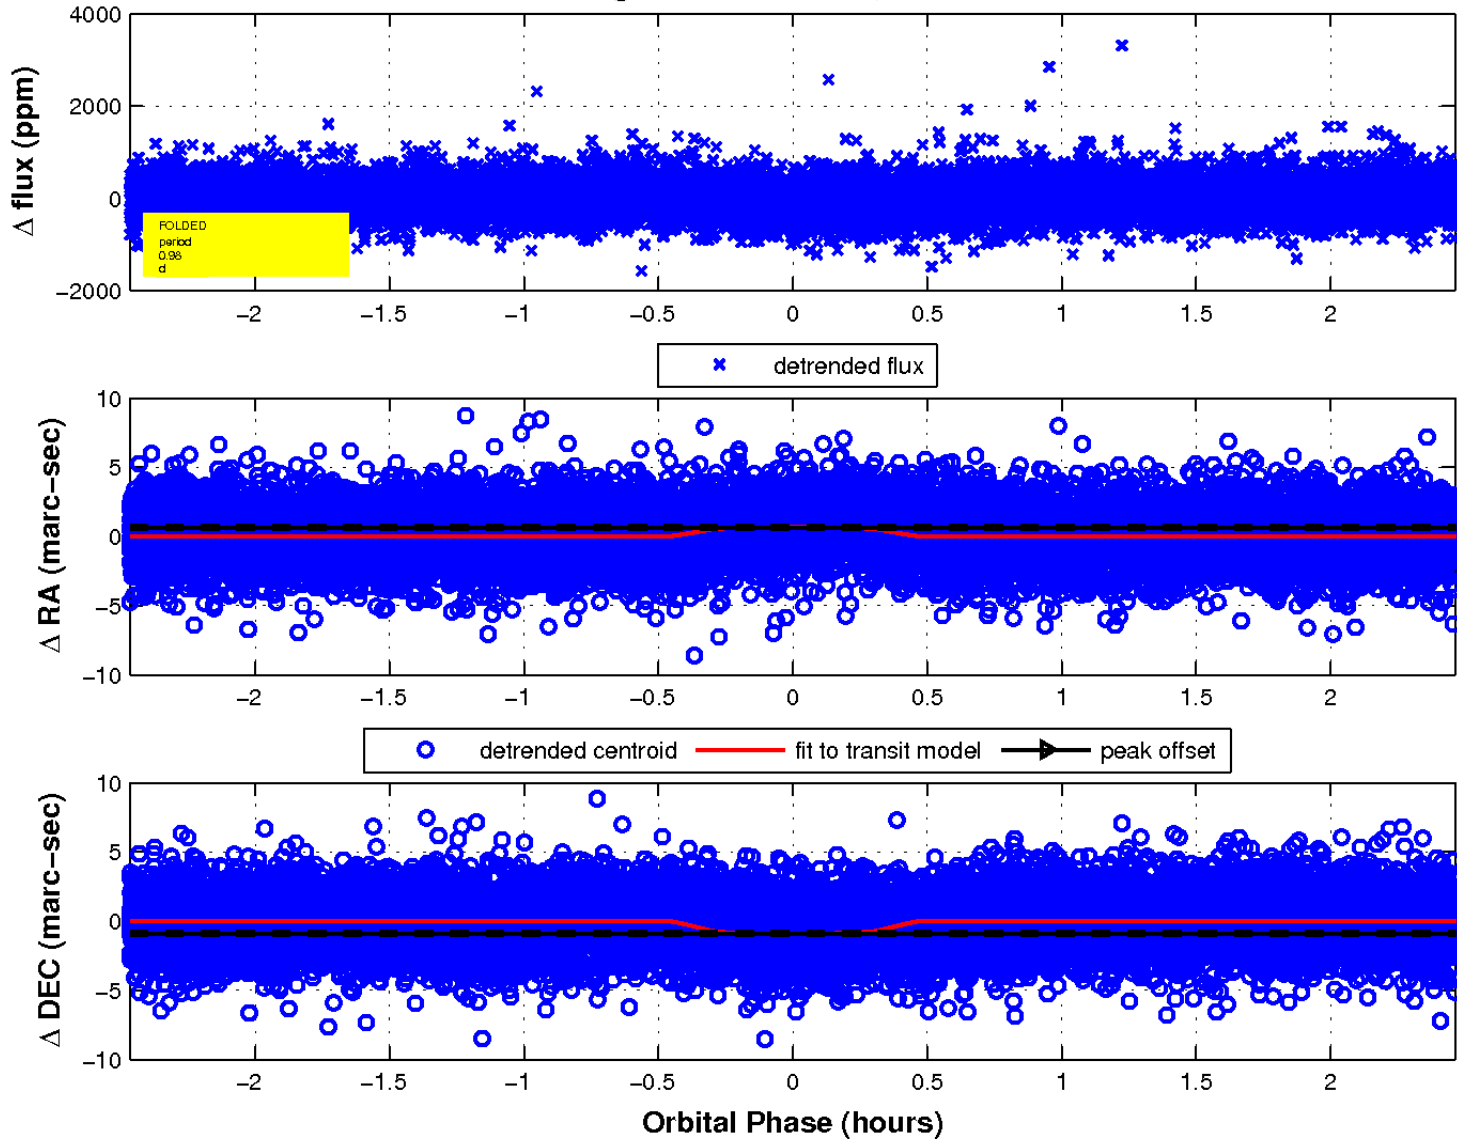 4000
2000
0
−2000
Δ flux (ppm)
FOLDED
period
0.98
d
−2 −1.5 −1 −0.5 0 0.5 1 1.5 2
detrended flux
10
5
0
−5
−10
Δ RA (marc−sec)
−2 −1.5 −1 −0.5 0 0.5 1 1.5 2
detrended centroid fit to transit model peak offset
10
5
0
−5
−10
Δ DEC (marc−sec)
−2 −1.5 −1 −0.5 0 0.5 1 1.5 2
Orbital Phase (hours)